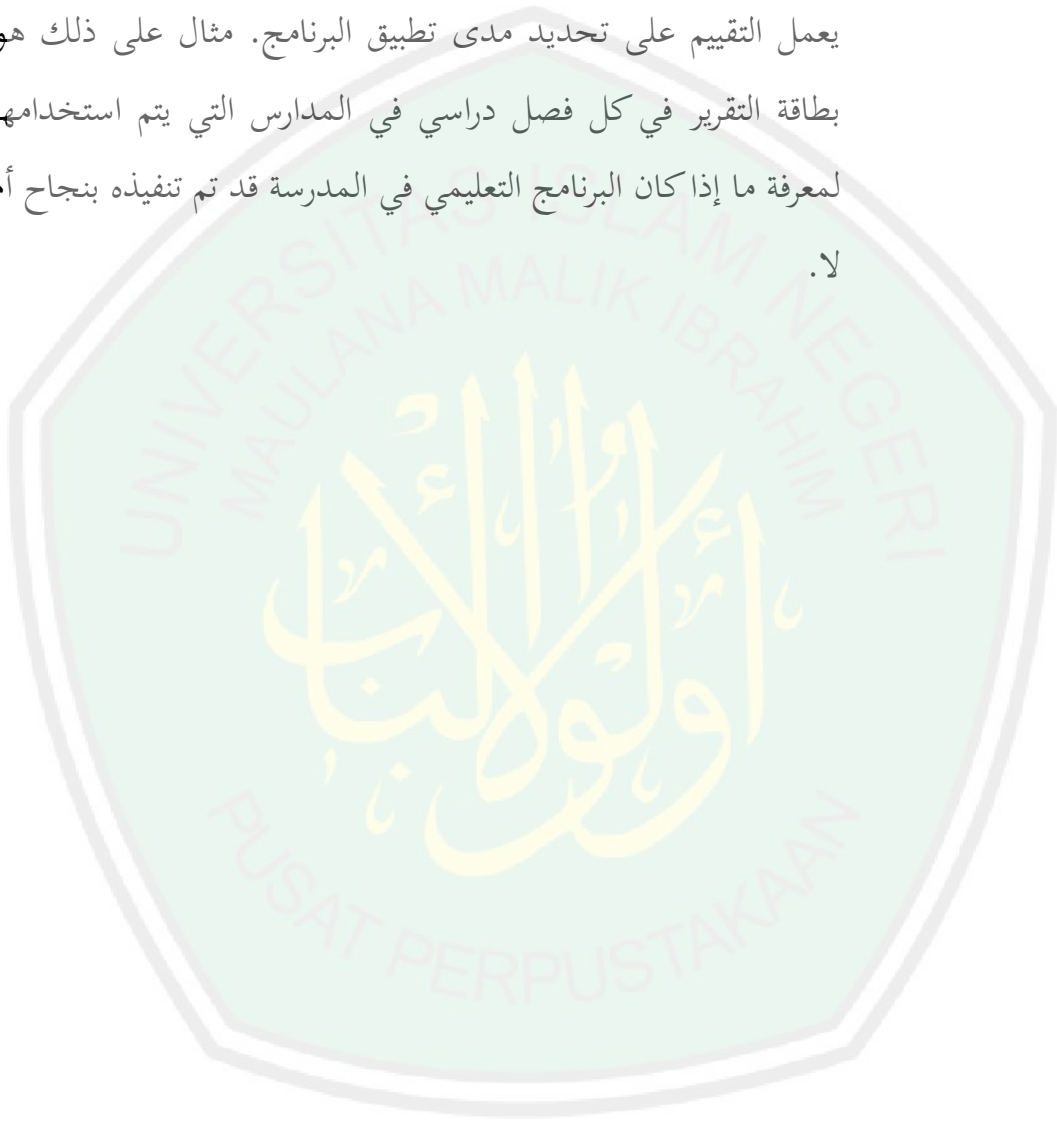 يعمل التقييم على تحديد مدى تطبيق البرنامج. مثال على ذلك هو
بطاقة التقرير في كل فصل دراسي في المدارس التي يتم استخدامها
لمعرفة ما إذا كان البرنامج التعليمي في المدرسة قد تم تنفيذه بنجاح أم
لا.
UNIVERSITAS ISLAM NEGERI
MAULANA MALIK IBRAHIM
أولو الألباب
PUSAT PERPUSTAKAAN